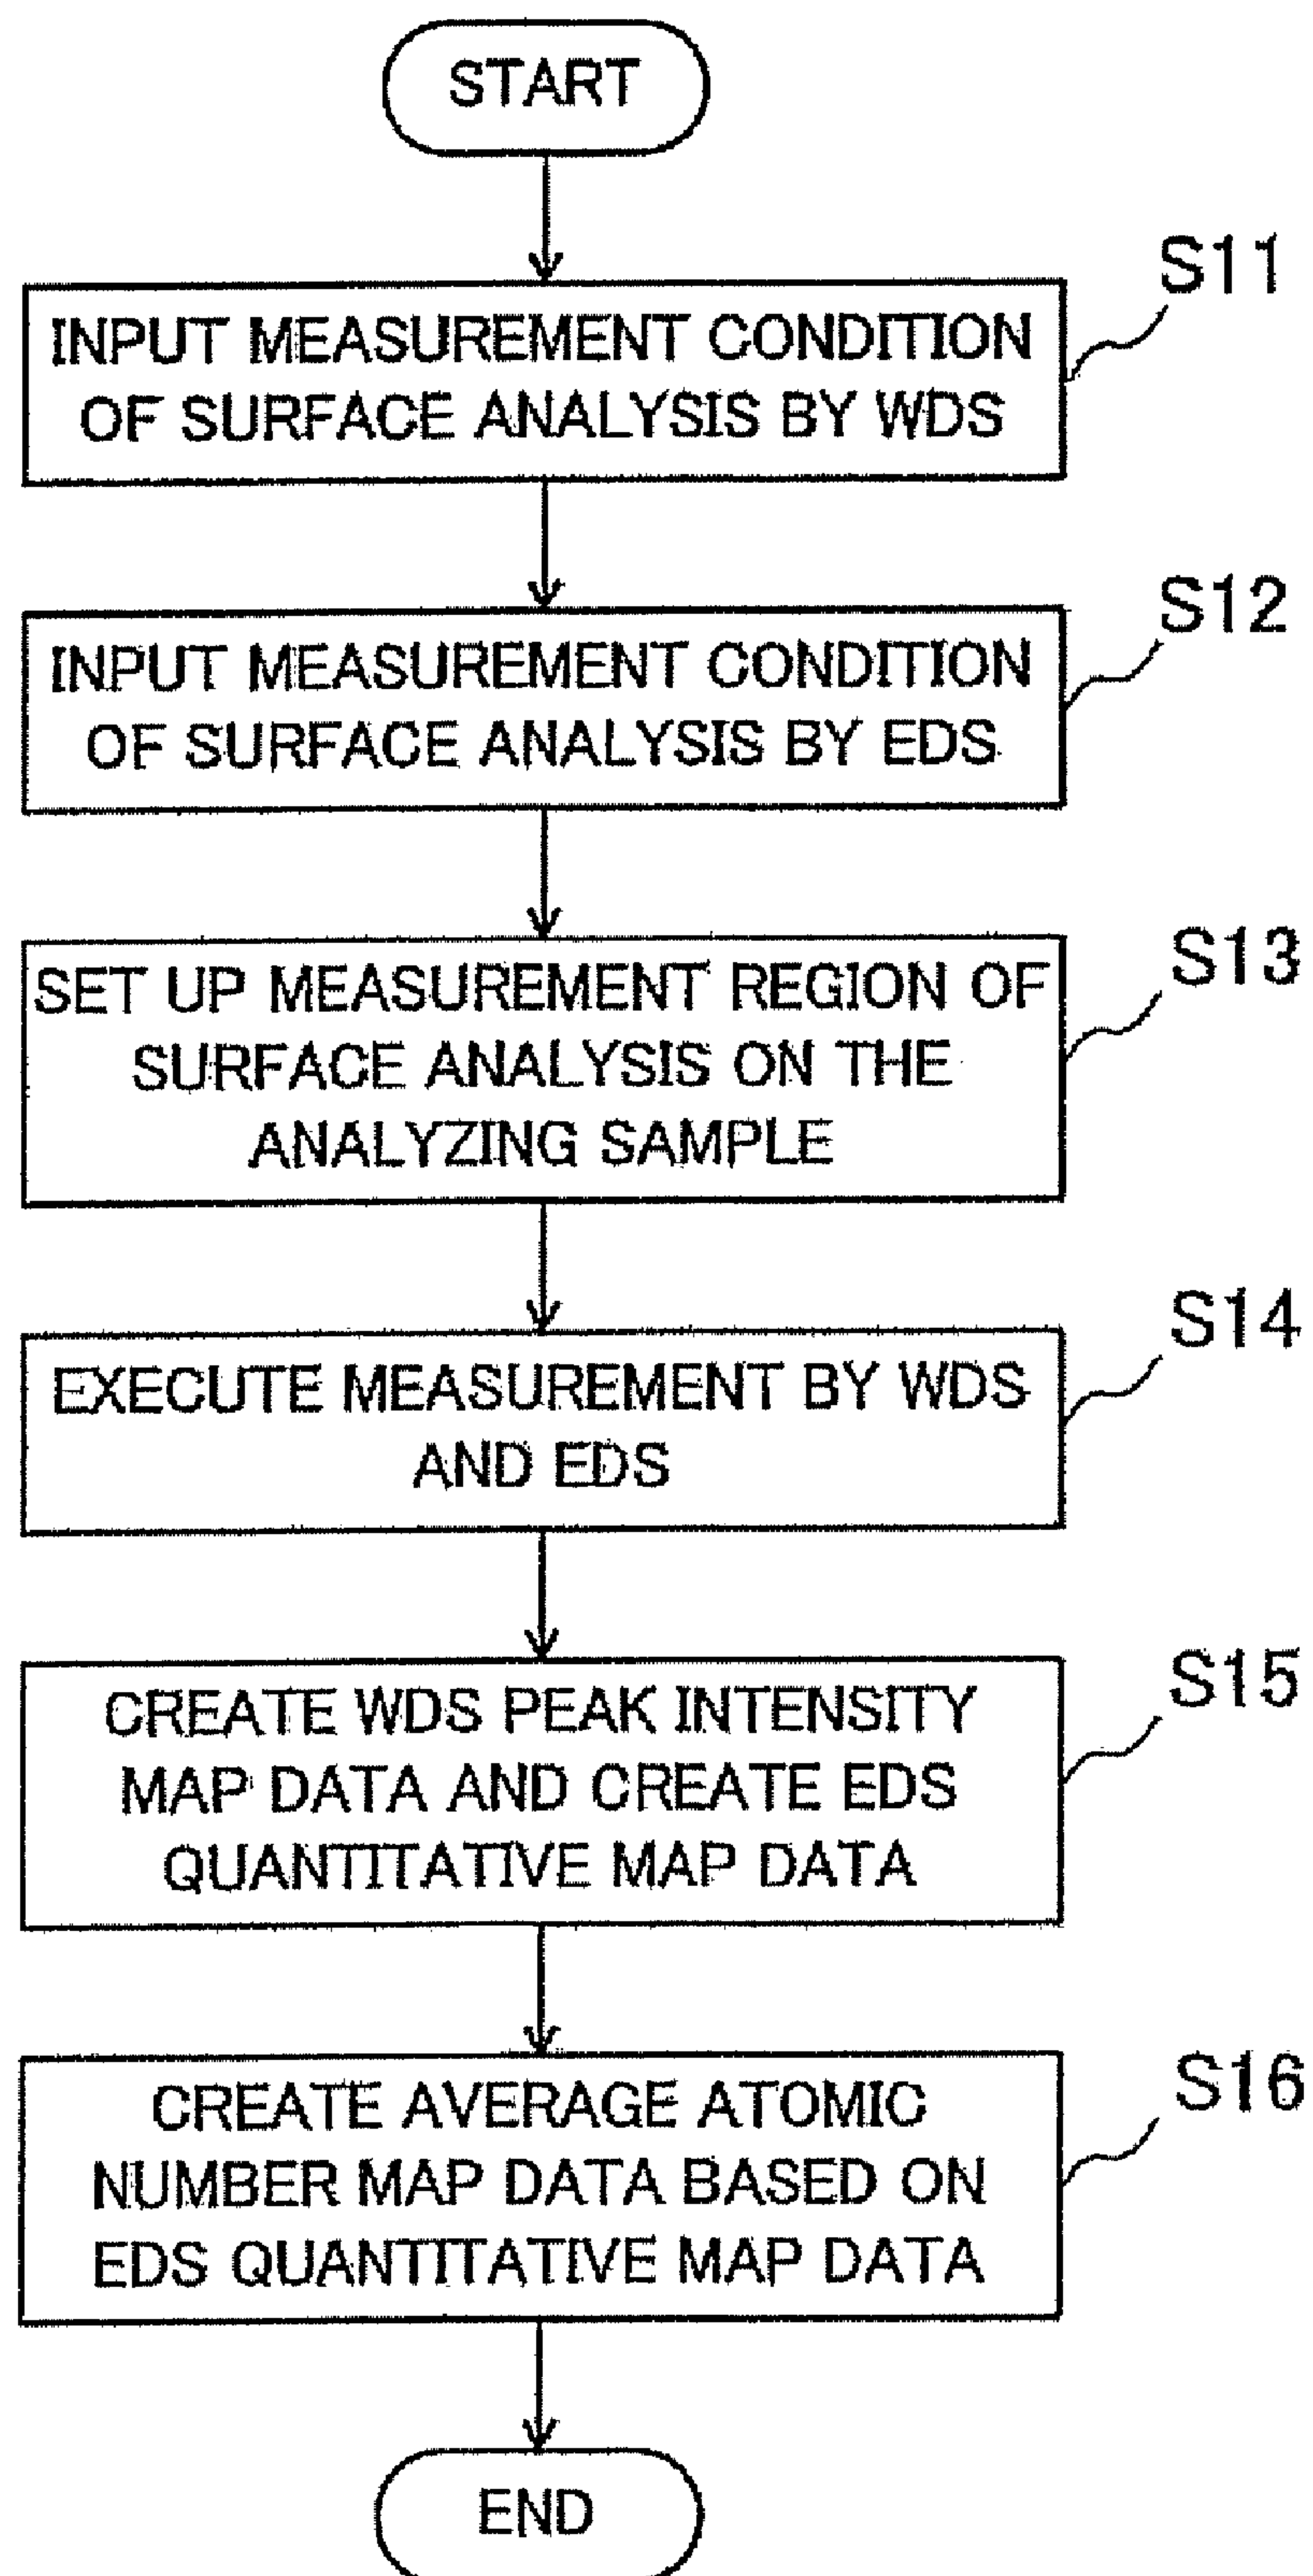 START
S11
INPUT MEASUREMENT CONDITION
OF SURFACE ANALYSIS BY WDS
S12
INPUT MEASUREMENT CONDITION
OF SURFACE ANALYSIS BY EDS
S13
SET UP MEASUREMENT REGION OF
SURFACE ANALYSIS ON THE
ANALYZING SAMPLE
S14
EXECUTE MEASUREMENT BY WDS
AND EDS
S15
CREATE WDS PEAK INTENSITY
MAP DATA AND CREATE EDS
QUANTITATIVE MAP DATA
S16
CREATE AVERAGE ATOMIC
NUMBER MAP DATA BASED ON
EDS QUANTITATIVE MAP DATA
END